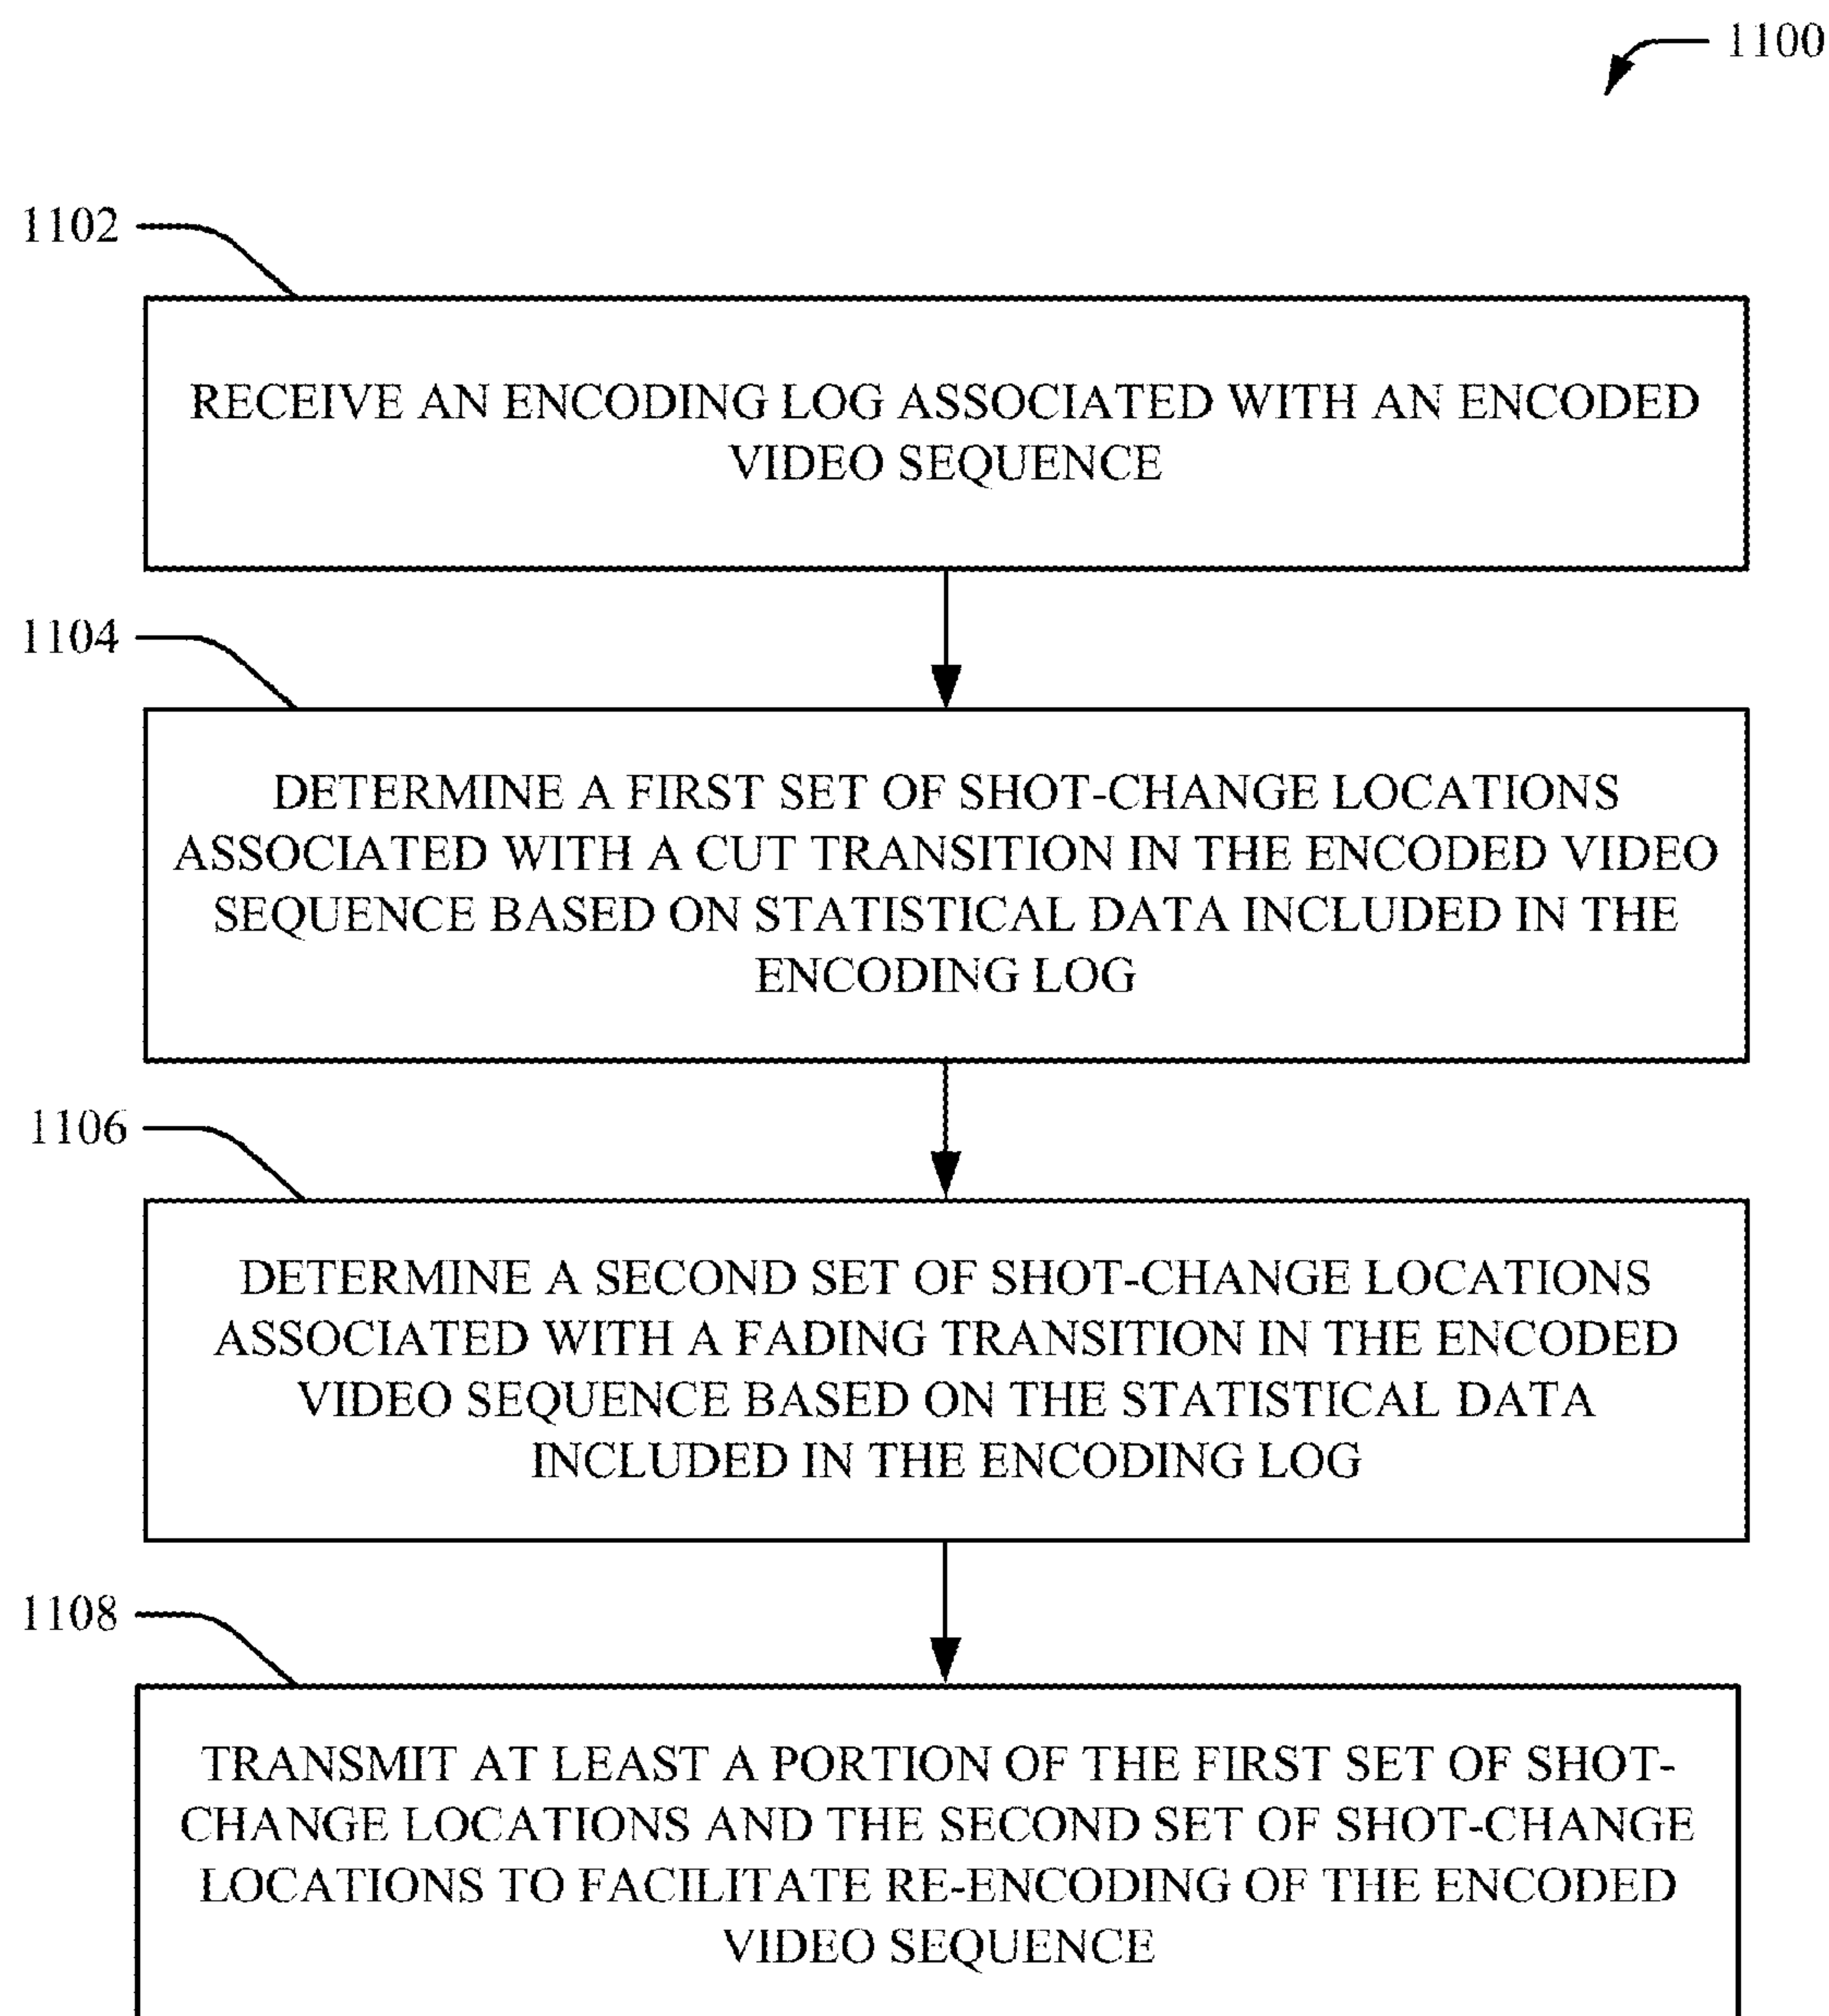 1100
1102
RECEIVE AN ENCODING LOG ASSOCIATED WITH AN ENCODED
VIDEO SEQUENCE
1104
DETERMINE A FIRST SET OF SHOT-CHANGE LOCATIONS
ASSOCIATED WITH A CUT TRANSITION IN THE ENCODED VIDEO
SEQUENCE BASED ON STATISTICAL DATA INCLUDED IN THE
ENCODING LOG
1106
DETERMINE A SECOND SET OF SHOT-CHANGE LOCATIONS
ASSOCIATED WITH A FADING TRANSITION IN THE ENCODED
VIDEO SEQUENCE BASED ON THE STATISTICAL DATA
INCLUDED IN THE ENCODING LOG
1108
TRANSMIT AT LEAST A PORTION OF THE FIRST SET OF SHOT-
CHANGE LOCATIONS AND THE SECOND SET OF SHOT-CHANGE
LOCATIONS TO FACILITATE RE-ENCODING OF THE ENCODED
VIDEO SEQUENCE